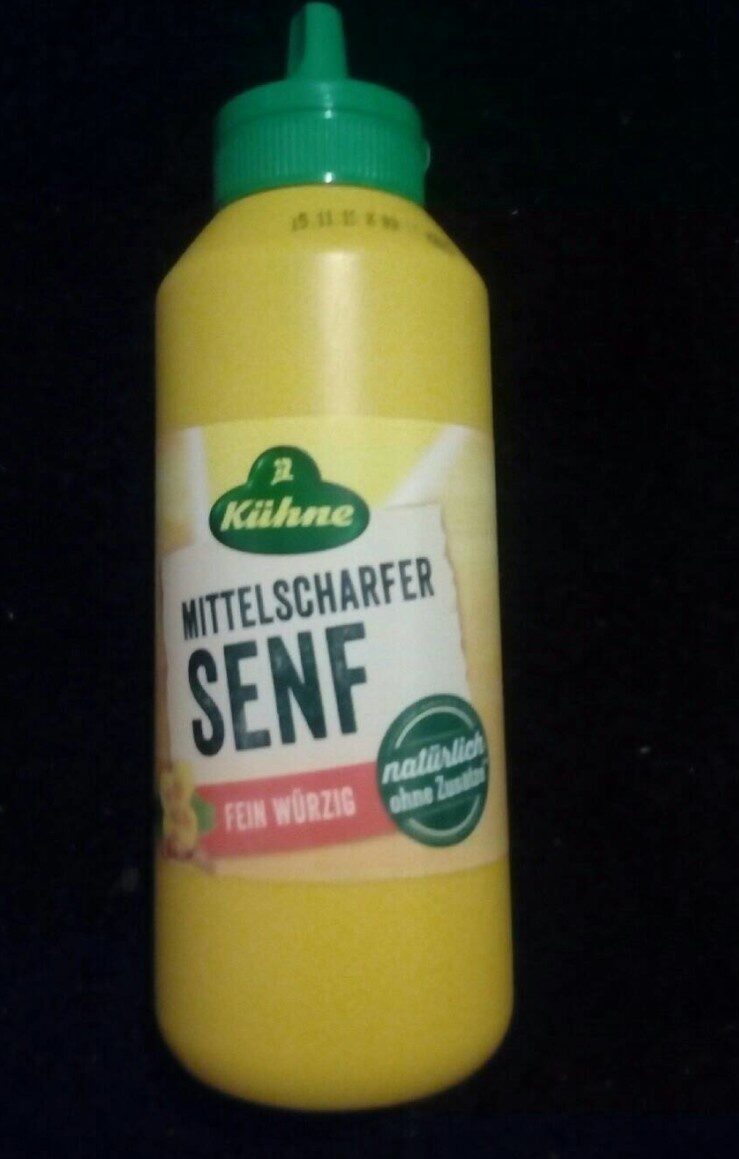 Kühne
MITTELSCHARFER
SENF
FEIN WÜRZIG
natürlich
ohne Zusätze